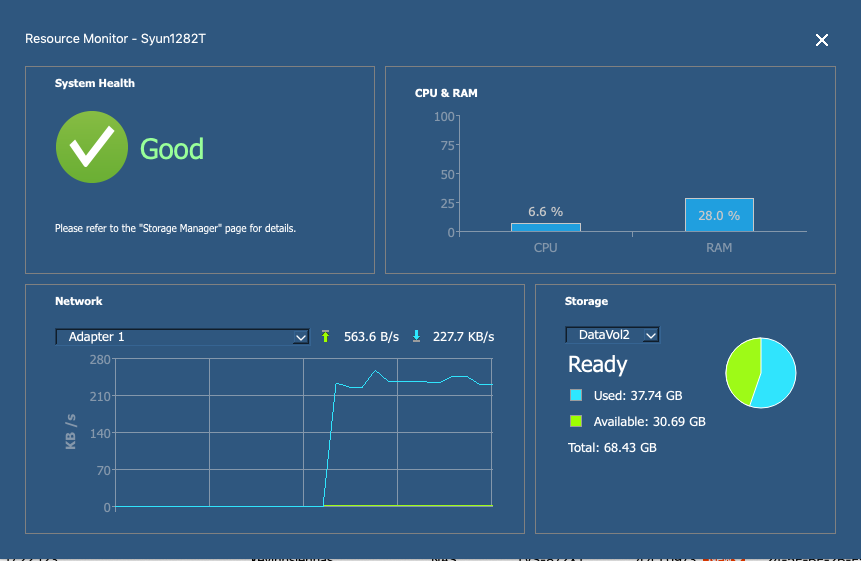 Resource Monitor - Syun1282T
System Health
Good
Please refer to the "Storage Manager" page for details.
CPU & RAM
100
75
50
25
0
6.6 %
28.0 %
CPU
RAM
Network
Adapter 1
563.6 B/s
227.7 KB/s
280
210
140
70
0
KB /s
Storage
DataVol2
Ready
Used: 37.74 GB
Available: 30.69 GB
Total: 68.43 GB